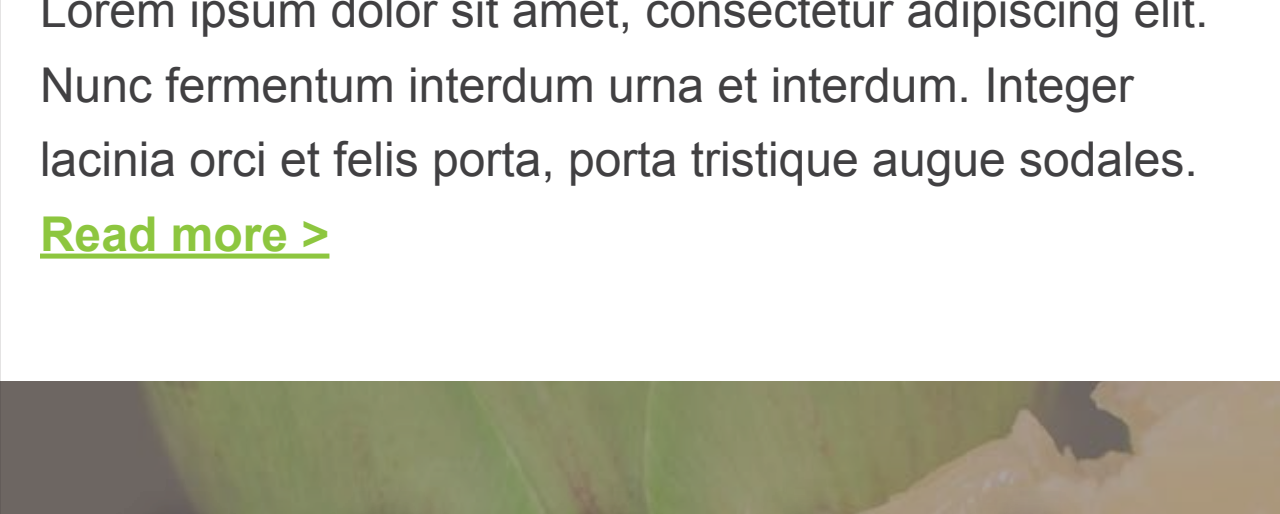 Lorem ipsum dolor sit amet, consectetur adipiscing elit.
Nunc fermentum interdum urna et interdum. Integer
lacinia orci et felis porta, porta tristique augue sodales.
Read more >